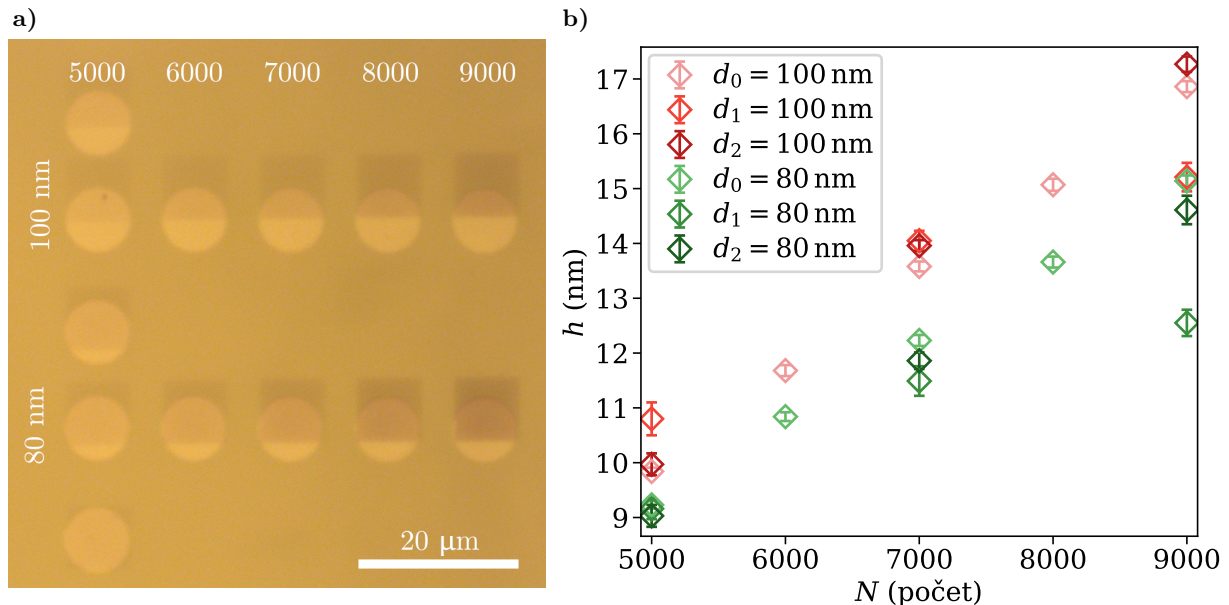 a)
5000 6000 7000 8000 9000
100 nm
80 nm
20 µm
b)
17
16
15
14
13
12
11
10
9
h (nm)
d₀ = 100 nm
d₁ = 100 nm
d₂ = 100 nm
d₀ = 80 nm
d₁ = 80 nm
d₂ = 80 nm
5000 6000 7000 8000 9000
N (počet)